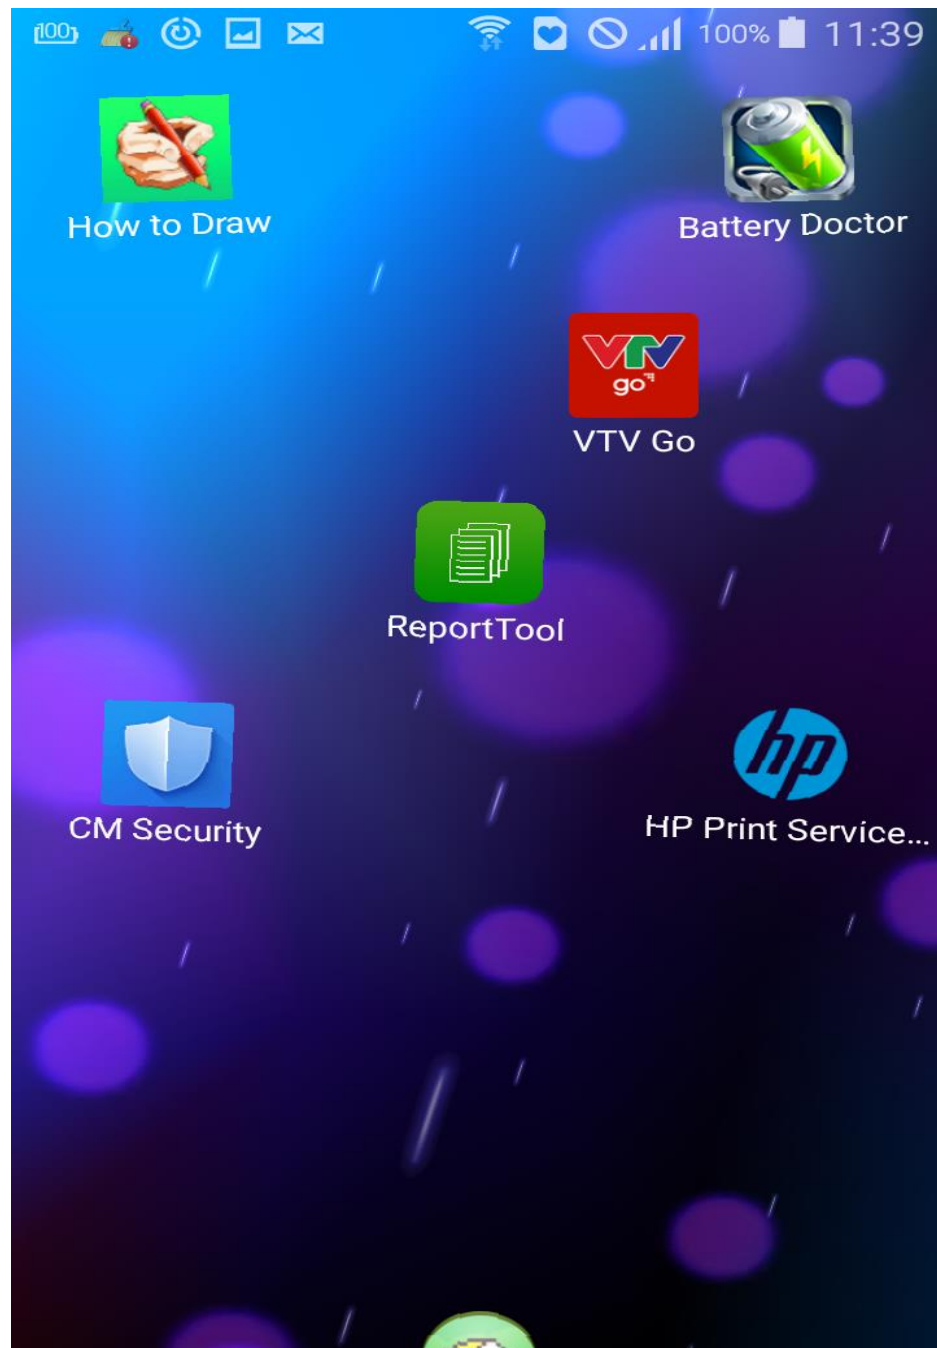 100 100% 11:39
How to Draw
Battery Doctor
VTV
go
VTV Go
ReportTool
CM Security
hp
HP Print Service...